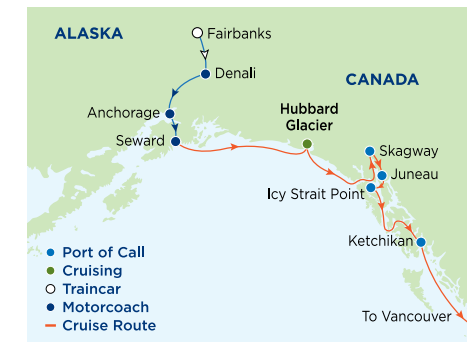 ALASKA
Fairbanks
Denali
CANADA
Anchorage
Hubbard
Glacier
Seward
Skagway
Juneau
Icy Strait Point
Ketchikan
Port of Call
Cruising
Traincar
Motorcoach
Cruise Route
To Vancouver